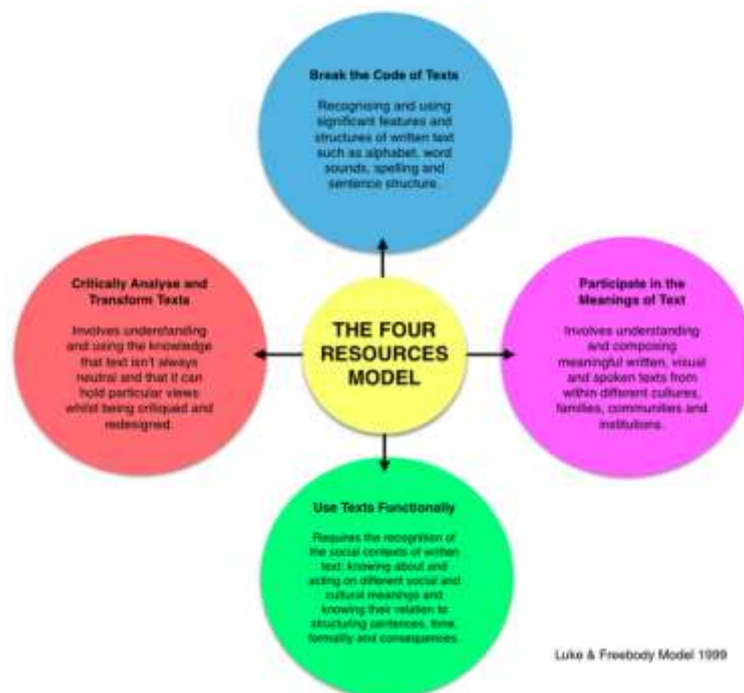 Break the Code of Texts
Recognising and using
significant features and
structures of written text
such as alphabet, word
sounds, spelling and
sentence structure.
Critically Analyse and
Transform Texts
Involves understanding
and using the knowledge
that text isn't always
neutral and that it can
hold particular views
whilst being critiqued and
redesigned.
THE FOUR
RESOURCES
MODEL
Participate in the
Meanings of Text
Involves understanding
and composing
meaningful written, visual
and spoken texts from
within different cultures,
families, communities and
institutions.
Use Texts Functionally
Requires the recognition of
the social contexts of written
text; knowing about and
acting on different social and
cultural meanings and
knowing their relation to
structuring sentences, tone,
formality and consequences.
Luke & Freebody Model 1999